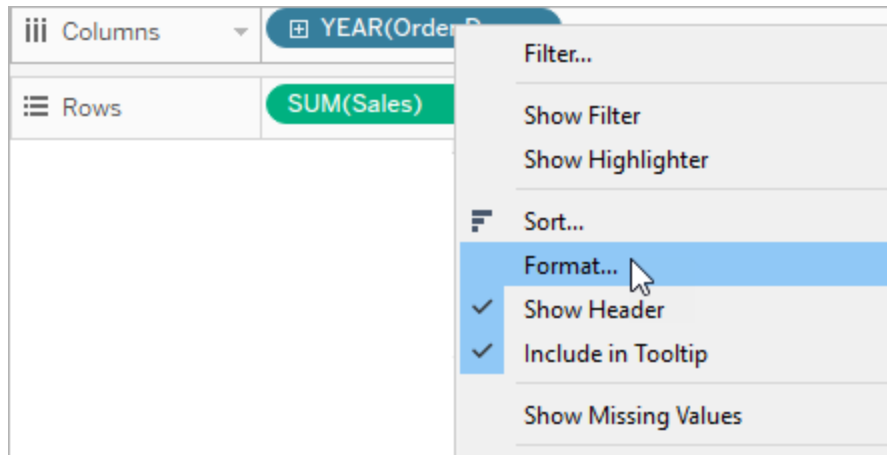 Columns
YEAR(Order
Rows
SUM(Sales)
Filter...
Show Filter
Show Highlighter
Sort...
Format...
Show Header
Include in Tooltip
Show Missing Values